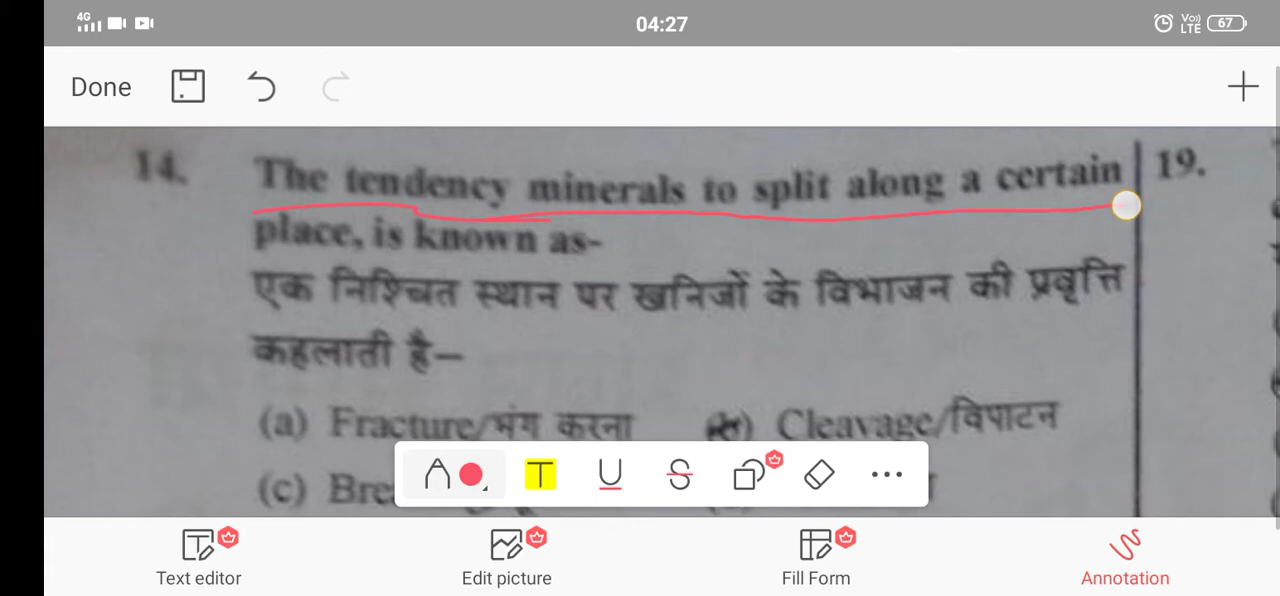 4G 04:27 Vo)) LTE 67
Done
14. The tendency minerals to split along a certain 19.
place, is known as-
एक निश्चित स्थान पर खनिजों के विभाजन की प्रवृत्ति
कहलाती है–
(a) Fracture/भंग करना (b) Cleavage/विपाटन
(c)
T U S
Text editor Edit picture Fill Form Annotation